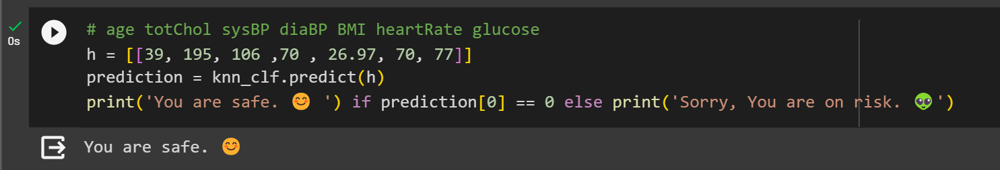 # age totChol sysBP diaBP BMI heartRate glucose
0s
h = [[39, 195, 106 ,70 , 26.97, 70, 77]]
prediction = knn_clf.predict(h)
print('You are safe. 😊 ') if prediction[0] == 0 else print('Sorry, You are on risk. 👽')
You are safe. 😊